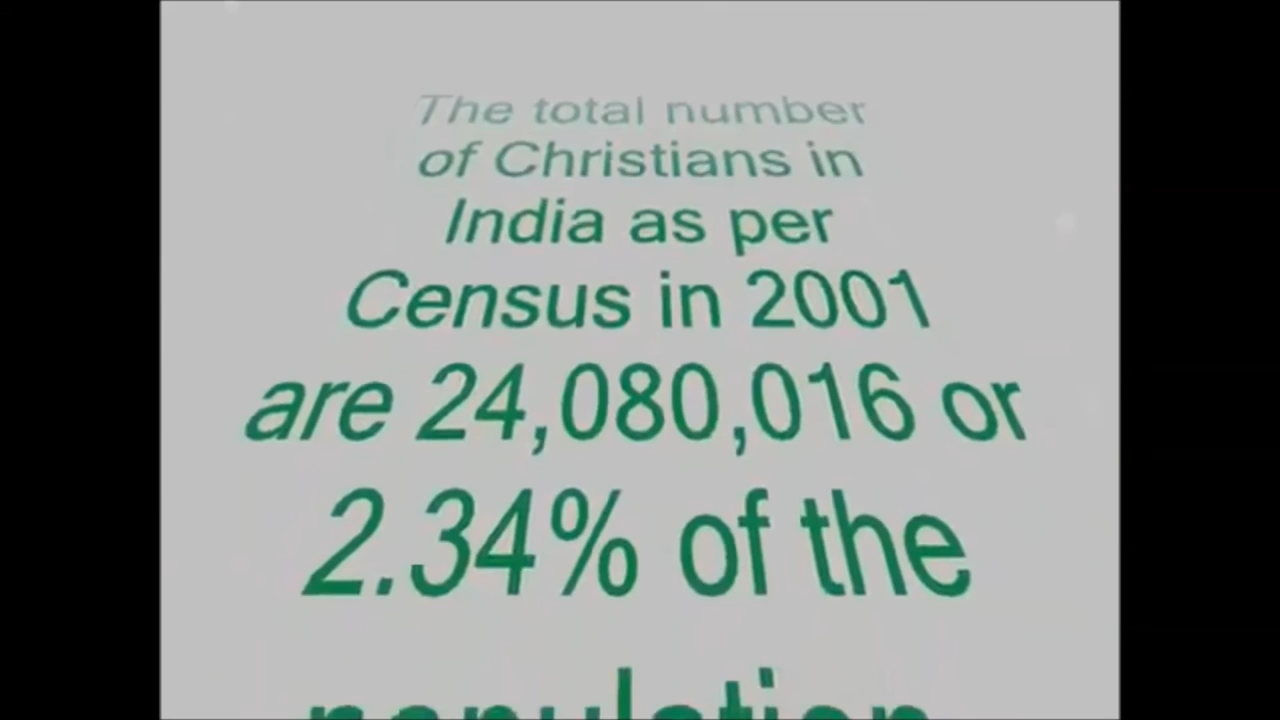 The total number
of Christians in
India as per
Census in 2001
are 24,080,016 or
2.34% of the
population